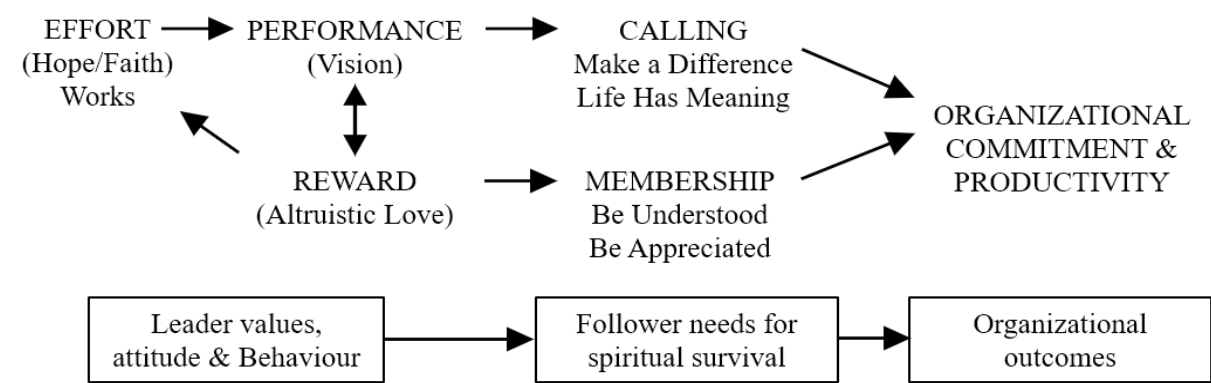 EFFORT
(Hope/Faith)
Works
PERFORMANCE
(Vision)
CALLING
Make a Difference
Life Has Meaning
REWARD
(Altruistic Love)
MEMBERSHIP
Be Understood
Be Appreciated
ORGANIZATIONAL
COMMITMENT &
PRODUCTIVITY
Leader values,
attitude & Behaviour
Follower needs for
spiritual survival
Organizational
outcomes